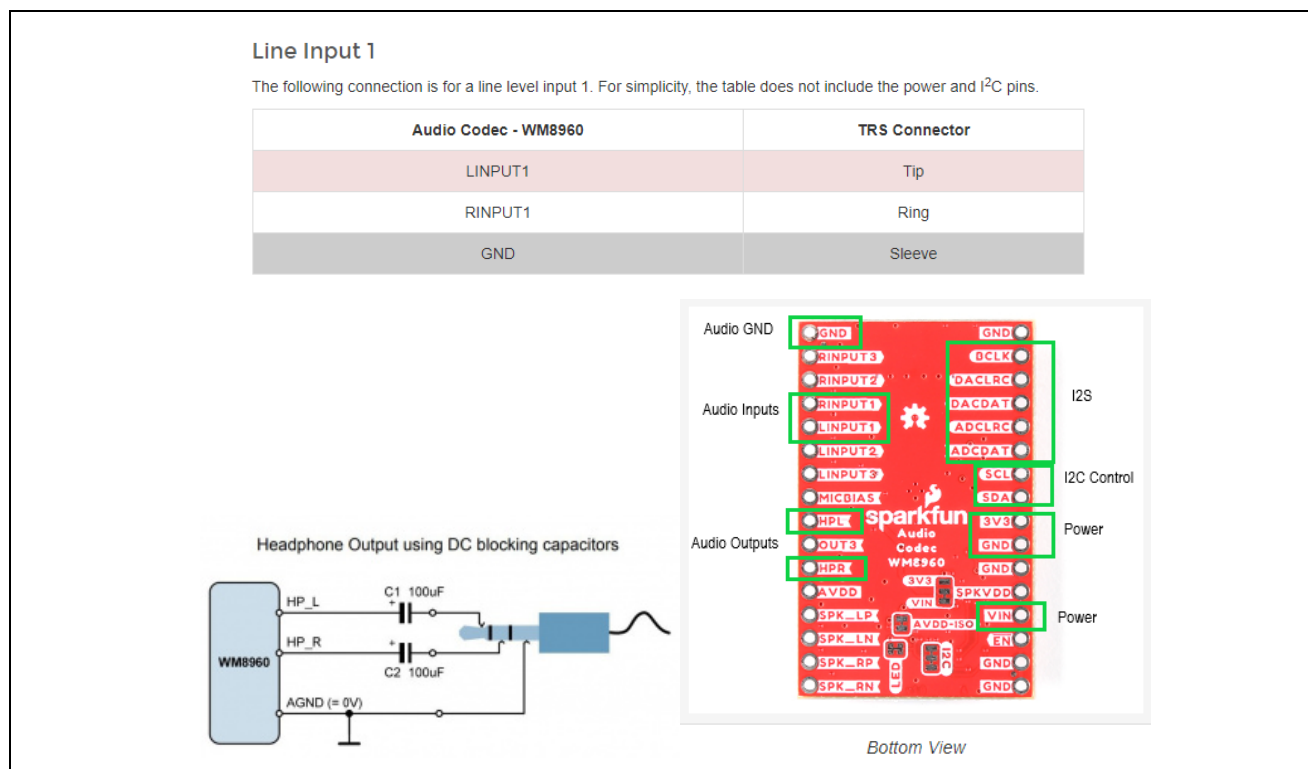 Line Input 1
The following connection is for a line level input 1. For simplicity, the table does not include the power and I²C pins.
Audio Codec - WM8960 TRS Connector
LINPUT1 Tip
RINPUT1 Ring
GND Sleeve
Headphone Output using DC blocking capacitors
WM8960
HP_L
C1 100uF
+
HP_R
+
C2 100uF
AGND (= 0V)
Audio GND
Audio Inputs
Audio Outputs
GND
RINPUT3
RINPUT2
RINPUT1
LINPUT1
LINPUT2
LINPUT3
MICBIAS
HPL
OUT3
HPR
AVDD
SPK_LP
SPK_LN
SPK_RP
SPK_RN
sparkfun
Audio
Codec
WM8960
3V3
VIN
AVDD-ISO
LED
I2C
GND
BCLK
DACLRC
DACDAT
ADCLRC
ADCDAT
SCL
SDA
3V3
GND
GND
SPKVDD
VIN
EN
GND
GND
I2S
I2C Control
Power
Power
Bottom View